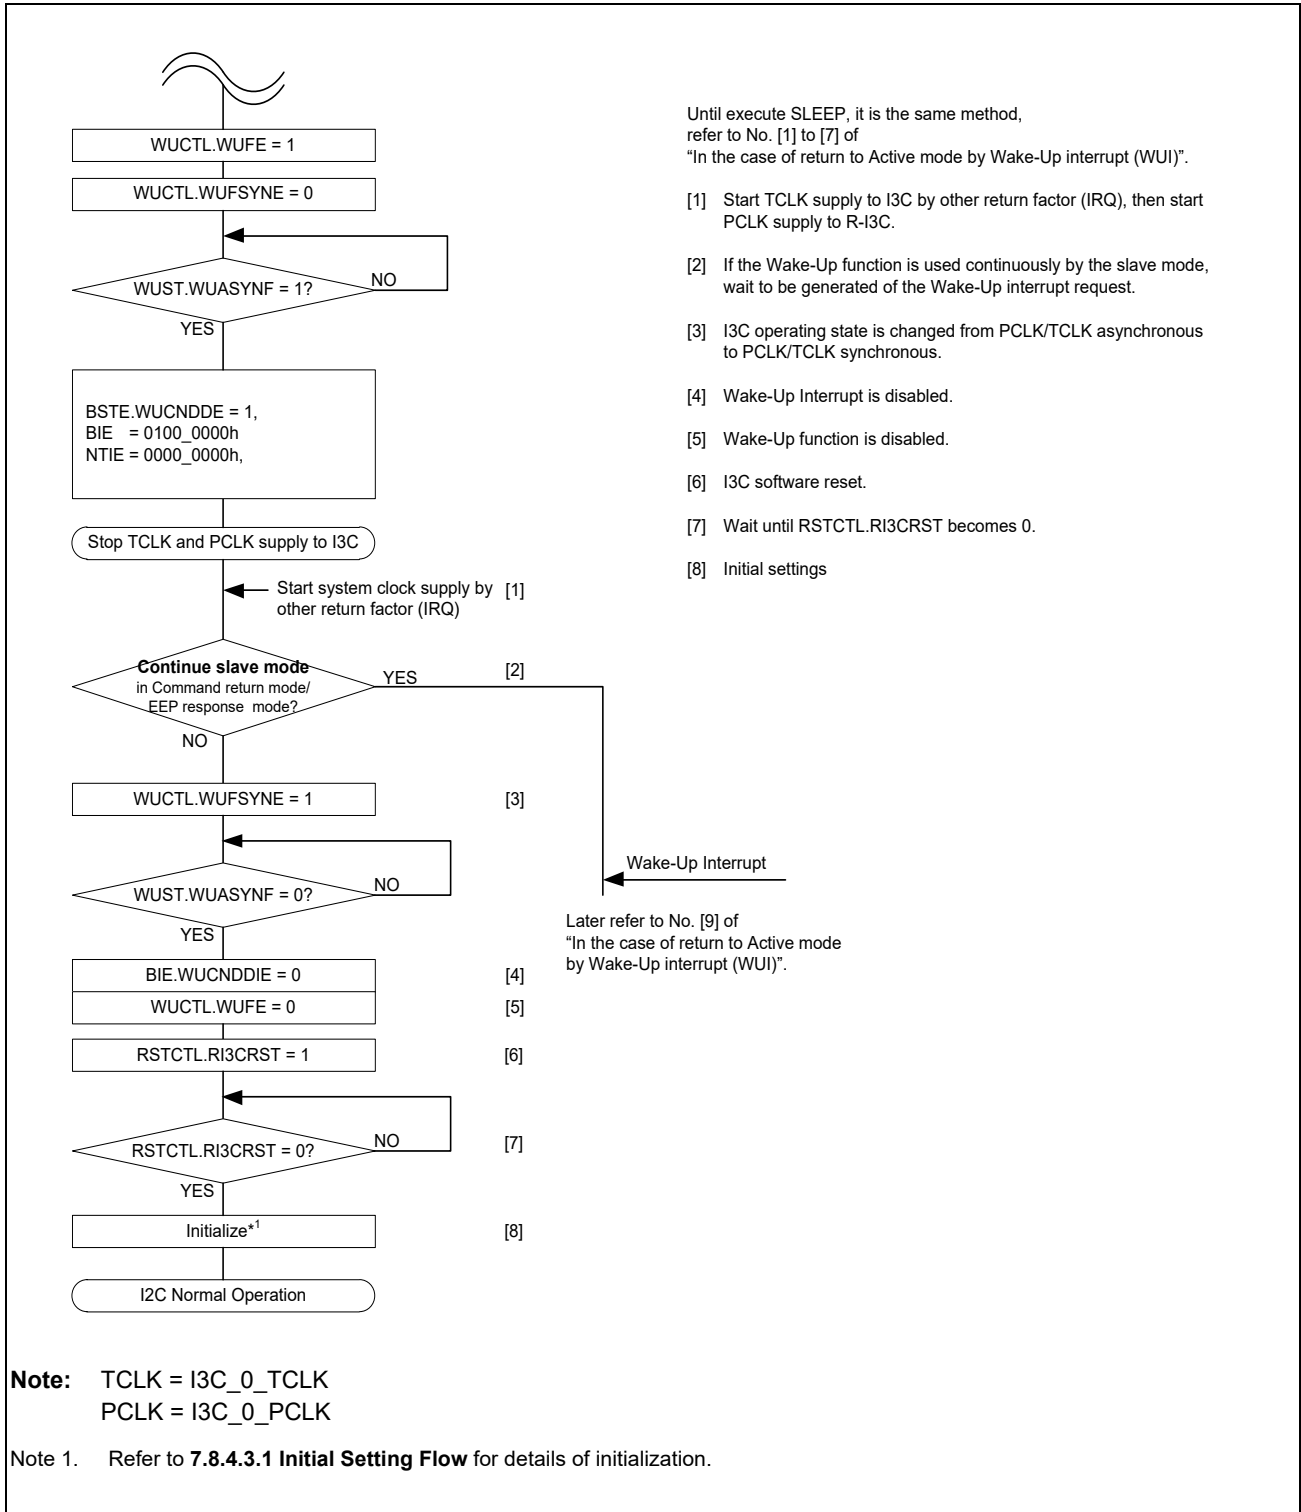 WUCTL.WUFE = 1
WUCTL.WUFSYNE = 0
WUST.WUASYNF = 1?
NO
YES
BSTE.WUCNDDE = 1,
BIE = 0100_0000h
NTIE = 0000_0000h,
Stop TCLK and PCLK supply to I3C
Start system clock supply by [1]
other return factor (IRQ)
Continue slave mode
in Command return mode/
EEP response mode?
YES
[2]
NO
WUCTL.WUFSYNE = 1
[3]
WUST.WUASYNF = 0?
NO
YES
Wake-Up Interrupt
Later refer to No. [9] of
“In the case of return to Active mode
by Wake-Up interrupt (WUI)”.
BIE.WUCNDDIE = 0
[4]
WUCTL.WUFE = 0
[5]
RSTCTL.RI3CRST = 1
[6]
RSTCTL.RI3CRST = 0?
NO
[7]
YES
Initialize*1
[8]
I2C Normal Operation
Until execute SLEEP, it is the same method,
refer to No. [1] to [7] of
“In the case of return to Active mode by Wake-Up interrupt (WUI)”.
[1] Start TCLK supply to I3C by other return factor (IRQ), then start
PCLK supply to R-I3C.
[2] If the Wake-Up function is used continuously by the slave mode,
wait to be generated of the Wake-Up interrupt request.
[3] I3C operating state is changed from PCLK/TCLK asynchronous
to PCLK/TCLK synchronous.
[4] Wake-Up Interrupt is disabled.
[5] Wake-Up function is disabled.
[6] I3C software reset.
[7] Wait until RSTCTL.RI3CRST becomes 0.
[8] Initial settings
Note: TCLK = I3C_0_TCLK
PCLK = I3C_0_PCLK
Note 1. Refer to 7.8.4.3.1 Initial Setting Flow for details of initialization.